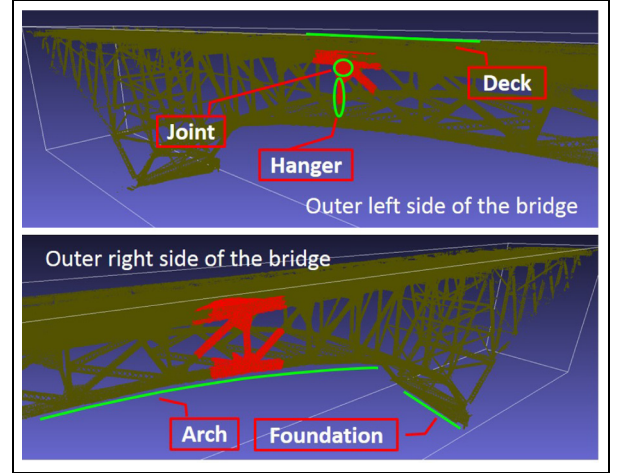 Deck
Joint
Hanger
Outer left side of the bridge
Outer right side of the bridge
Arch
Foundation